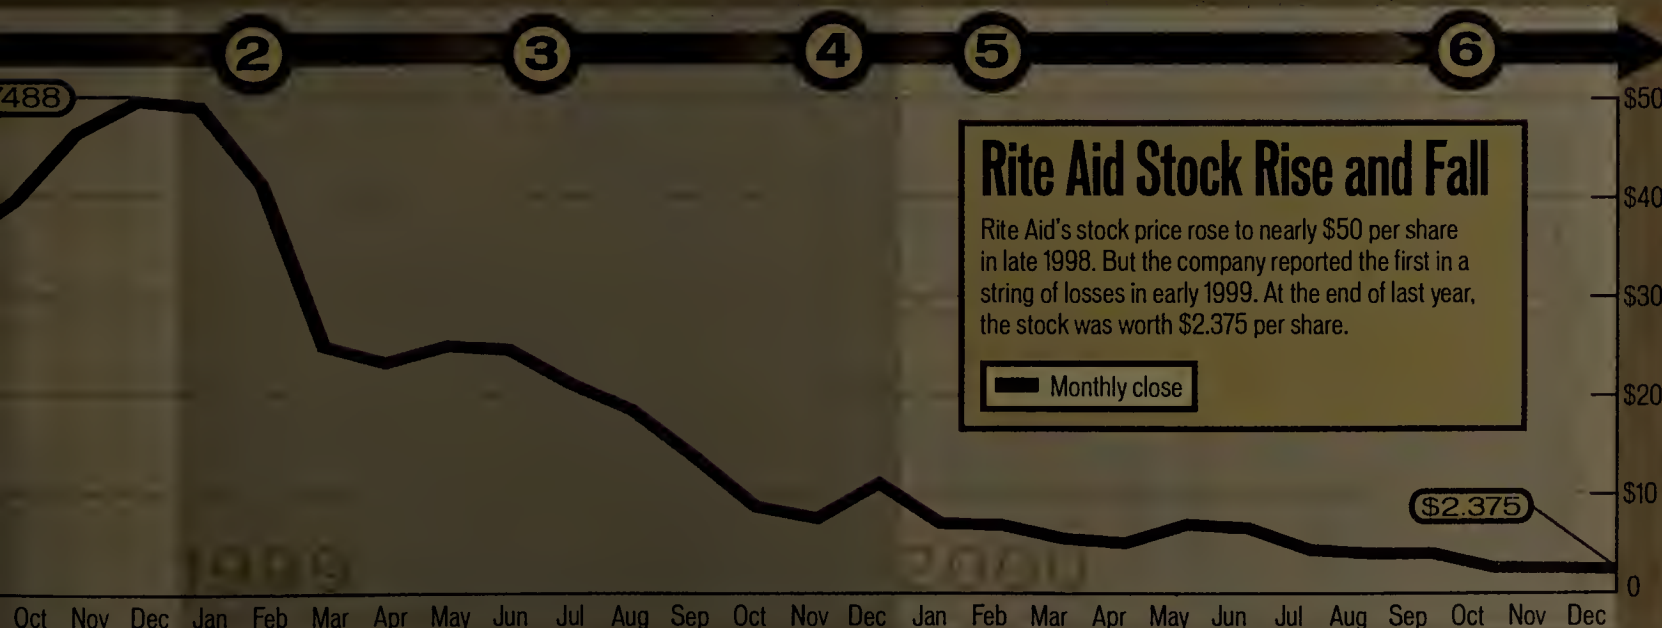 2 3 4 5 6
488
$50
Rite Aid Stock Rise and Fall
$40
Rite Aid's stock price rose to nearly $50 per share
in late 1998. But the company reported the first in a
string of losses in early 1999. At the end of last year,
the stock was worth $2.375 per share.
$30
Monthly close
$20
$10
$2.375
1999 2000
0
Oct Nov Dec Jan Feb Mar Apr May Jun Jul Aug Sep Oct Nov Dec Jan Feb Mar Apr May Jun Jul Aug Sep Oct Nov Dec